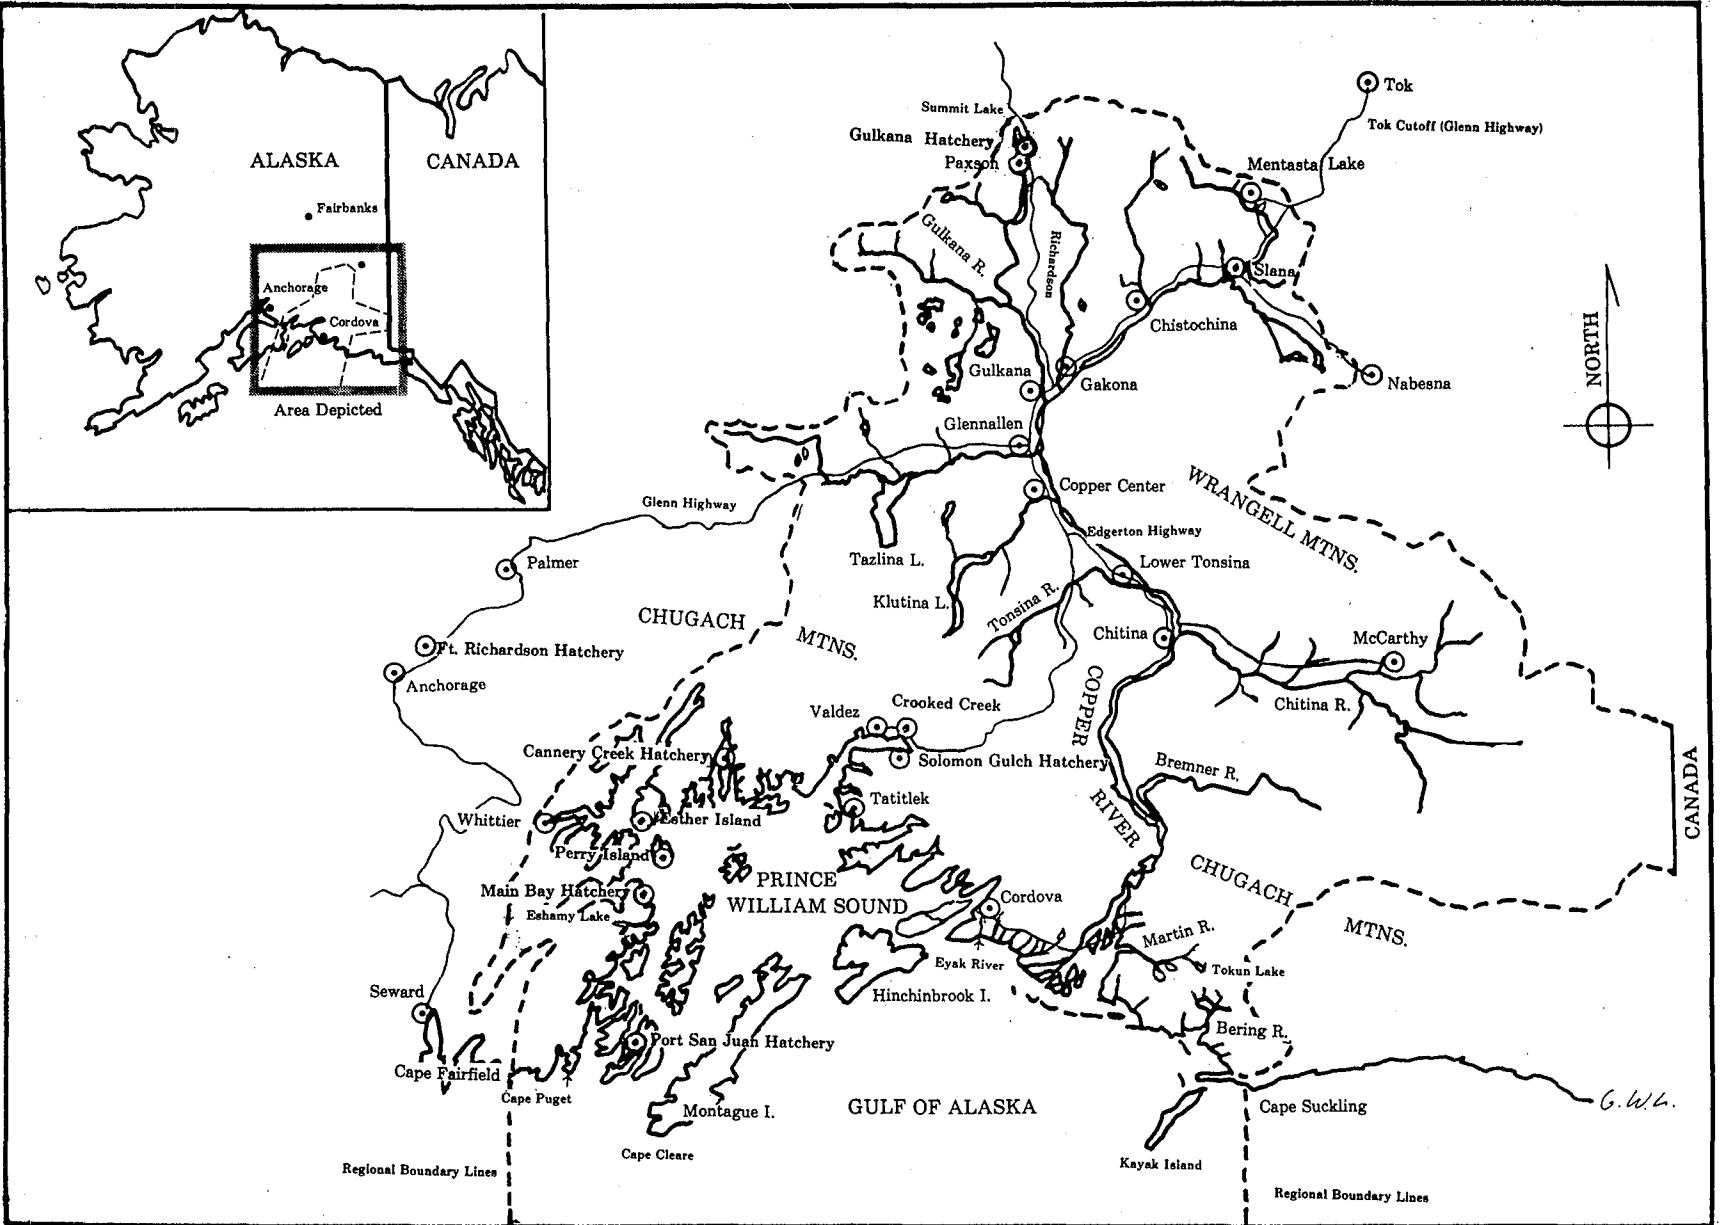 ALASKA
CANADA
Fairbanks
Anchorage
Cordova
Area Depicted
Tok
Tok Cutoff (Glenn Highway)
Summit Lake
Gulkana Hatchery
Paxson
Mentasta Lake
Gulkana R.
Richardson
Slana
Chistochina
Gulkana
Gakona
Nabesna
NORTH
Glennallen
Copper Center
WRANGELL MTNS.
Glenn Highway
Edgerton Highway
Palmer
Tazlina L.
Lower Tonsina
Klutina L.
Tonsina R.
CHUGACH
MTNS.
Chitina
McCarthy
Ft. Richardson Hatchery
Anchorage
COPPER
RIVER
Chitina R.
Valdez
Crooked Creek
Cannery Creek Hatchery
Solomon Gulch Hatchery
Bremner R.
CANADA
Tatitlek
Whittier
Esther Island
Perry Island
PRINCE
WILLIAM SOUND
CHUGACH
MTNS.
Main Bay Hatchery
Eshamy Lake
Cordova
Martin R.
Eyak River
Tokun Lake
Seward
Hinchinbrook I.
Bering R.
Port San Juan Hatchery
Cape Fairfield
Cape Puget
Montague I.
GULF OF ALASKA
Cape Suckling
G.W.L.
Cape Cleare
Kayak Island
Regional Boundary Lines
Regional Boundary Lines